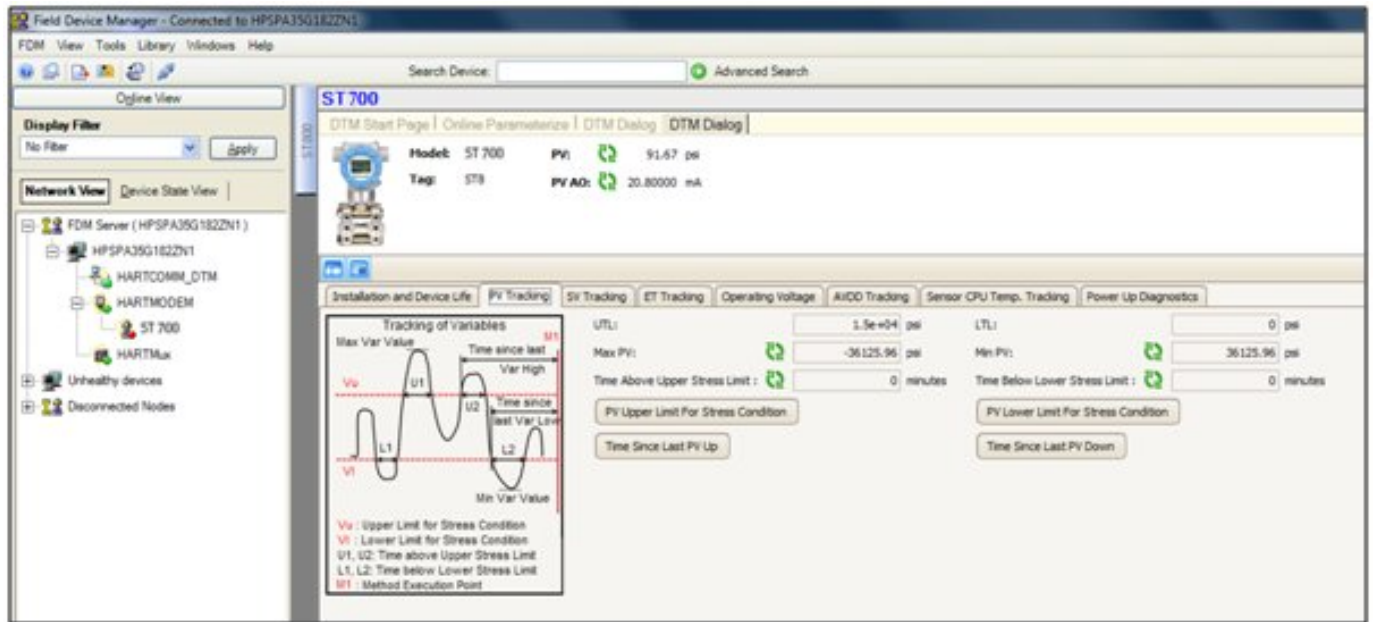 Field Device Manager - Connected to HPSPA35G182ZN1
FDM View Tools Library Windows Help
Search Device: Advanced Search
Online View
Display Filter
No Filter Apply
Network View Device State View
FDM Server ( HPSPA35G182ZN1 )
HPSPA35G182ZN1
HARTCOMM_DTM
HARTMODEM
ST 700
HARTMux
Unhealthy devices
Disconnected Nodes
ST000
ST 700
DTM Start Page Online Parameterize DTM Dialog DTM Dialog
Model: ST 700 PV: 91.67 psi
Tag: ST8 PV AO: 20.80000 mA
Installation and Device Life PV Tracking SV Tracking ET Tracking Operating Voltage AVDD Tracking Sensor CPU Temp. Tracking Power Up Diagnostics
Tracking of Variables
Max Var Value
M1
Time since last
Var High
Vu
U1
U2
Time since
last Var Low
L1
L2
Vl
Min Var Value
Vu : Upper Limit for Stress Condition
Vl : Lower Limit for Stress Condition
U1, U2: Time above Upper Stress Limit
L1, L2: Time below Lower Stress Limit
M1 : Method Execution Point
UTL: 1.5e+04 psi LTL: 0 psi
Max PV: -36125.96 psi Min PV: 36125.96 psi
Time Above Upper Stress Limit : 0 minutes Time Below Lower Stress Limit : 0 minutes
PV Upper Limit For Stress Condition PV Lower Limit For Stress Condition
Time Since Last PV Up Time Since Last PV Down